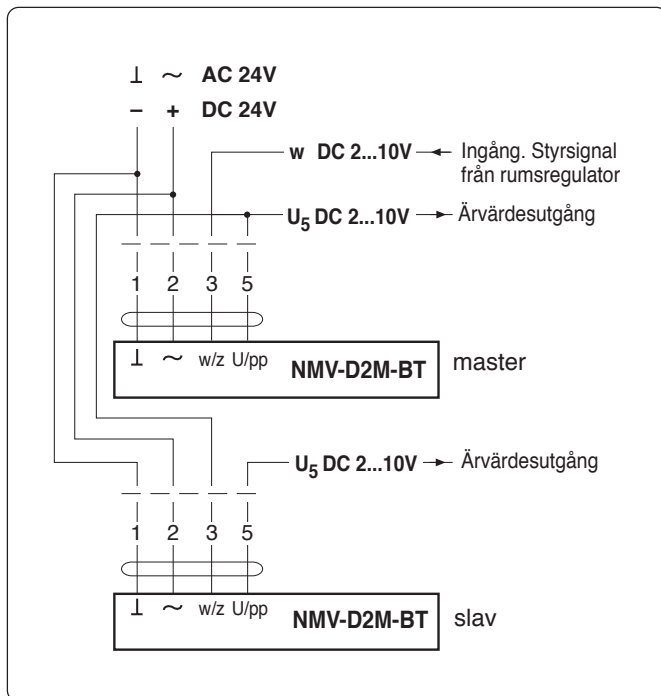 ⊥ ~ AC 24V
– + DC 24V
w DC 2...10V Ingång. Styrsignal
från rumsregulator
U5 DC 2...10V Ärvärdesutgång
1 2 3 5
⊥ ~ w/z U/pp NMV-D2M-BT master
U5 DC 2...10V Ärvärdesutgång
1 2 3 5
⊥ ~ w/z U/pp NMV-D2M-BT slav